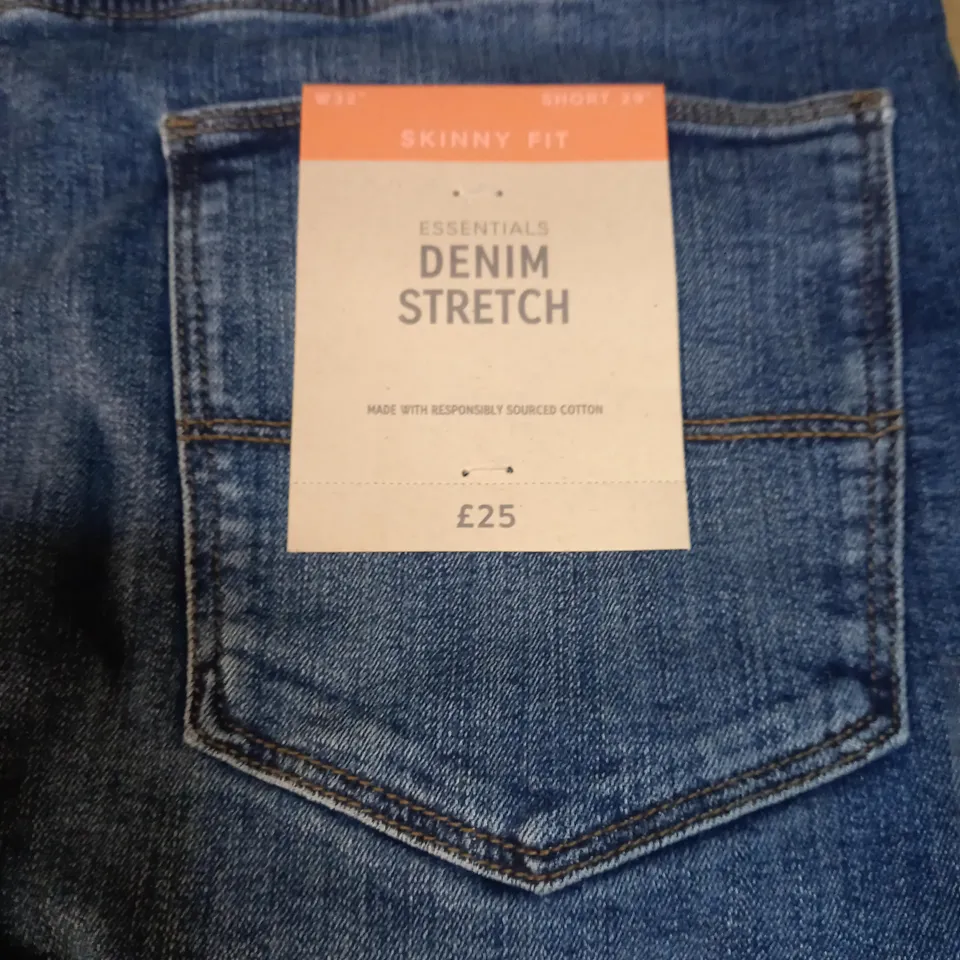 W32" SHORT 29"
SKINNY FIT
ESSENTIALS
DENIM
STRETCH
MADE WITH RESPONSIBLY SOURCED COTTON
£25